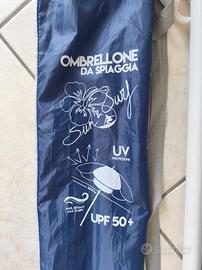 OMBRELLONE
DA SPIAGGIA
Sun & Surf
UV
PROTEZIONE
UPF 50+